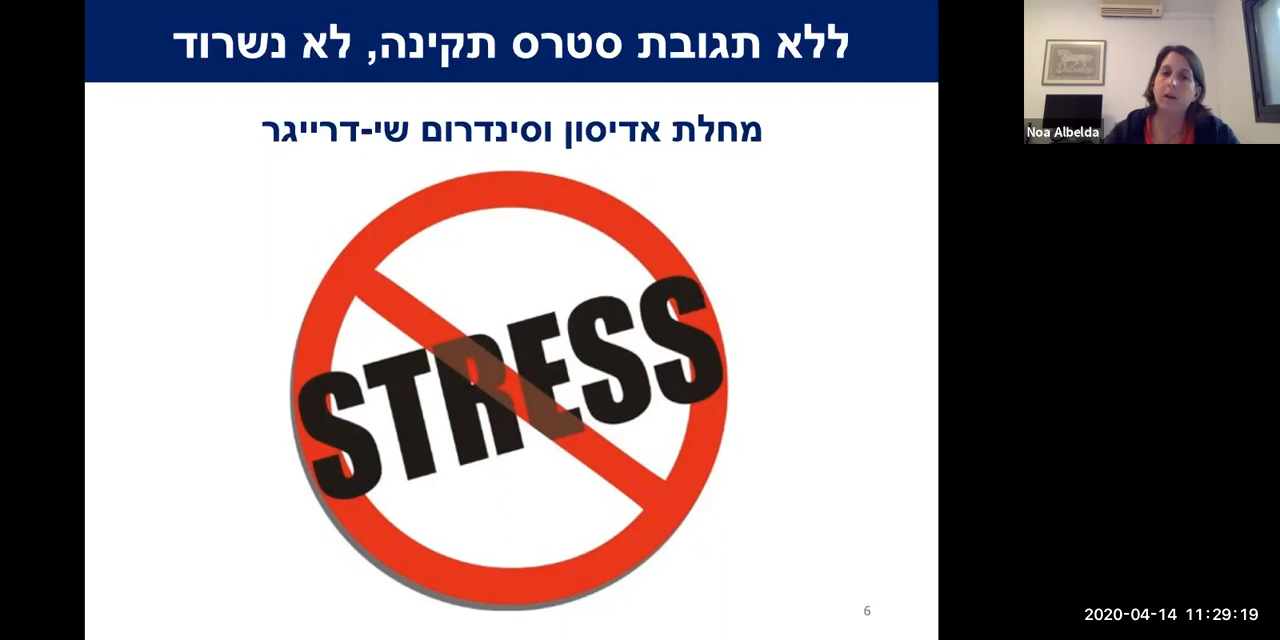 ללא תגובת סטרס תקינה, לא נשרוד
מחלת אדיסון וסינדרום שי-דרייגר
STRESS
6
Noa Albelda
2020-04-14 11:29:19